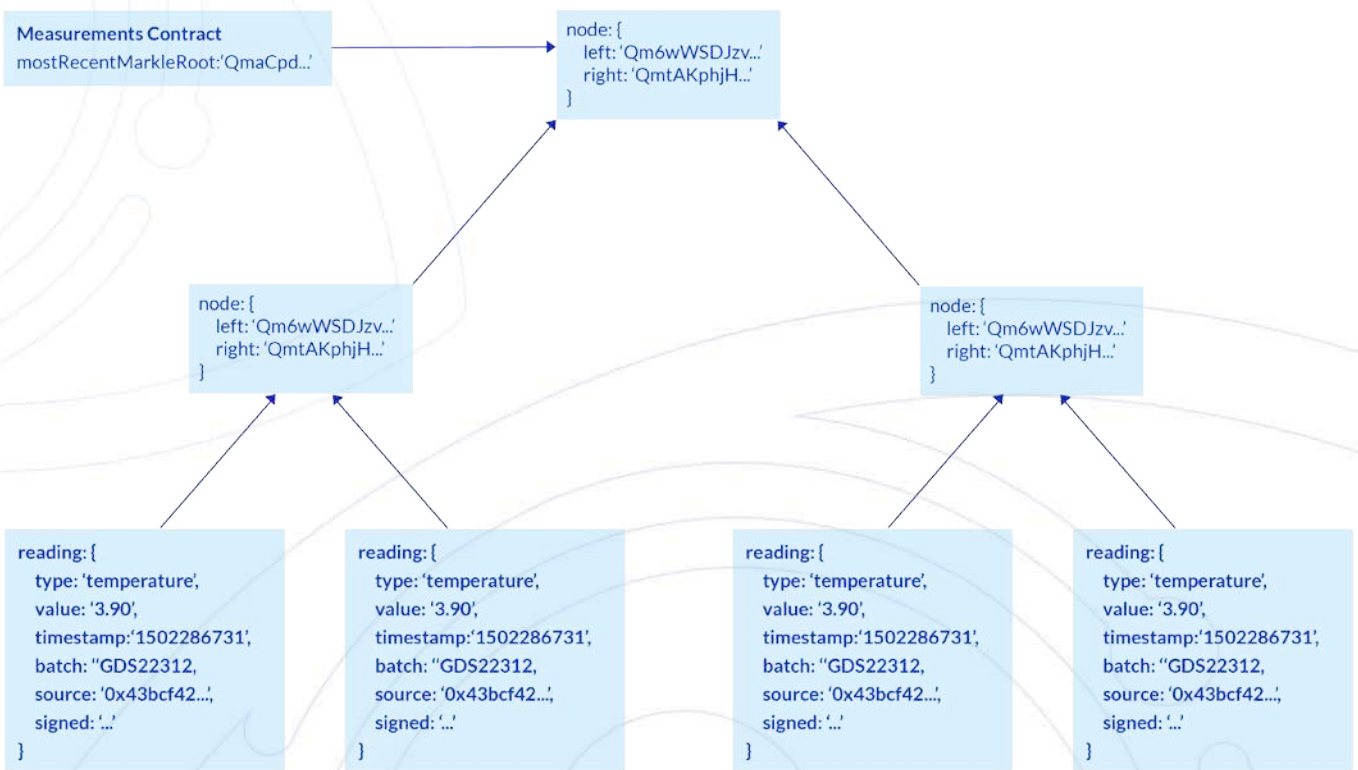 Measurements Contract
mostRecentMarkleRoot:‘QmaCpd...’
node: {
left: ‘Qm6wWSDJzv...’
right: ‘QmtAKphjH...’
}
node: {
left: ‘Qm6wWSDJzv...’
right: ‘QmtAKphjH...’
}
node: {
left: ‘Qm6wWSDJzv...’
right: ‘QmtAKphjH...’
}
reading: {
type: ‘temperature’,
value: ‘3.90’,
timestamp:‘1502286731’,
batch: “GDS22312,
source: ‘0x43bcf42...’,
signed: ‘...’
}
reading: {
type: ‘temperature’,
value: ‘3.90’,
timestamp:‘1502286731’,
batch: “GDS22312,
source: ‘0x43bcf42...’,
signed: ‘...’
}
reading: {
type: ‘temperature’,
value: ‘3.90’,
timestamp:‘1502286731’,
batch: “GDS22312,
source: ‘0x43bcf42...’,
signed: ‘...’
}
reading: {
type: ‘temperature’,
value: ‘3.90’,
timestamp:‘1502286731’,
batch: “GDS22312,
source: ‘0x43bcf42...’,
signed: ‘...’
}